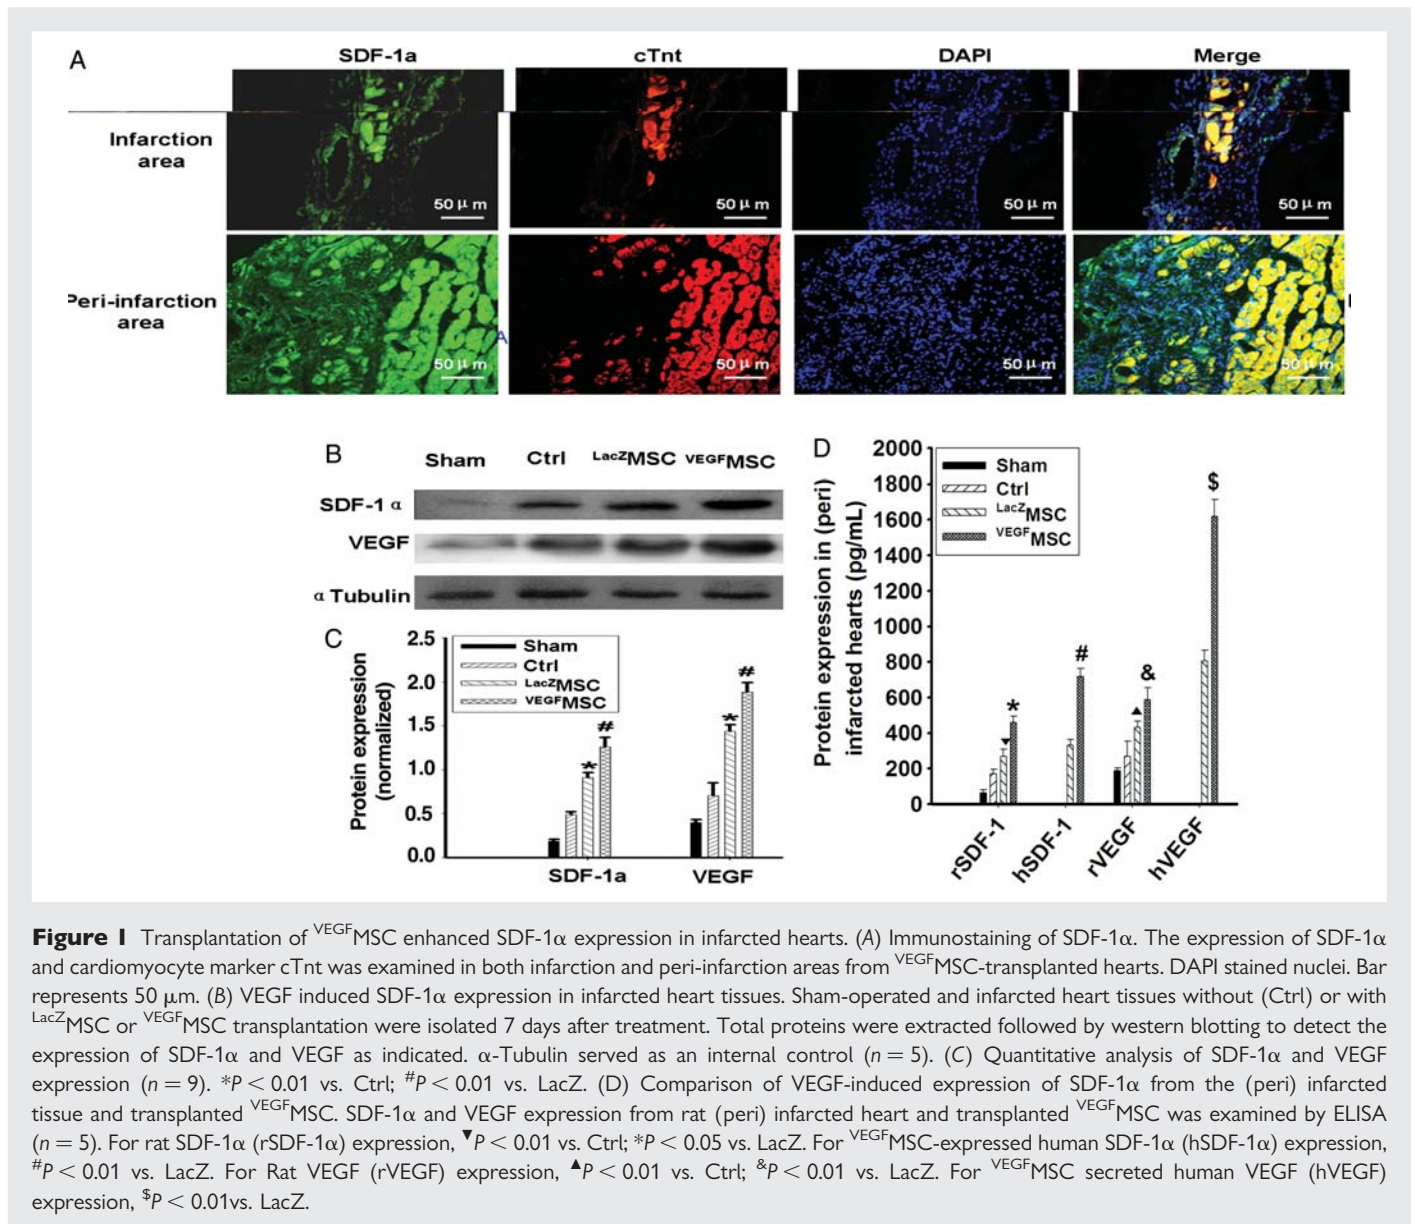 A
SDF-1a
cTnt
DAPI
Merge
Infarction
area
50 μ m
50 μ m
50 μ m
50 μ m
Peri-infarction
area
A
50 μ m
50 μ m
50 μ m
50 μ m
B
Sham
Ctrl
LacZMSC
VEGFMSC
SDF-1 α
VEGF
α Tubulin
C
Protein expression
(normalized)
2.5
2.0
1.5
1.0
0.5
0.0
Sham
Ctrl
LacZMSC
VEGFMSC
*
#
*
#
SDF-1a
VEGF
D
Protein expression in (peri)
infarcted hearts (pg/mL)
2000
1800
1600
1400
1200
1000
800
600
400
200
0
Sham
Ctrl
LacZMSC
VEGFMSC
▼
*
#
▲
&
$
rSDF-1
hSDF-1
rVEGF
hVEGF
Figure 1 Transplantation of VEGFMSC enhanced SDF-1α expression in infarcted hearts. (A) Immunostaining of SDF-1α. The expression of SDF-1α
and cardiomyocyte marker cTnt was examined in both infarction and peri-infarction areas from VEGFMSC-transplanted hearts. DAPI stained nuclei. Bar
represents 50 μm. (B) VEGF induced SDF-1α expression in infarcted heart tissues. Sham-operated and infarcted heart tissues without (Ctrl) or with
LacZMSC or VEGFMSC transplantation were isolated 7 days after treatment. Total proteins were extracted followed by western blotting to detect the
expression of SDF-1α and VEGF as indicated. α-Tubulin served as an internal control (n = 5). (C) Quantitative analysis of SDF-1α and VEGF
expression (n = 9). *P < 0.01 vs. Ctrl; #P < 0.01 vs. LacZ. (D) Comparison of VEGF-induced expression of SDF-1α from the (peri) infarcted
tissue and transplanted VEGFMSC. SDF-1α and VEGF expression from rat (peri) infarcted heart and transplanted VEGFMSC was examined by ELISA
(n = 5). For rat SDF-1α (rSDF-1α) expression, ▼P < 0.01 vs. Ctrl; *P < 0.05 vs. LacZ. For VEGFMSC-expressed human SDF-1α (hSDF-1α) expression,
#P < 0.01 vs. LacZ. For Rat VEGF (rVEGF) expression, ▲P < 0.01 vs. Ctrl; &P < 0.01 vs. LacZ. For VEGFMSC secreted human VEGF (hVEGF)
expression, $P < 0.01vs. LacZ.